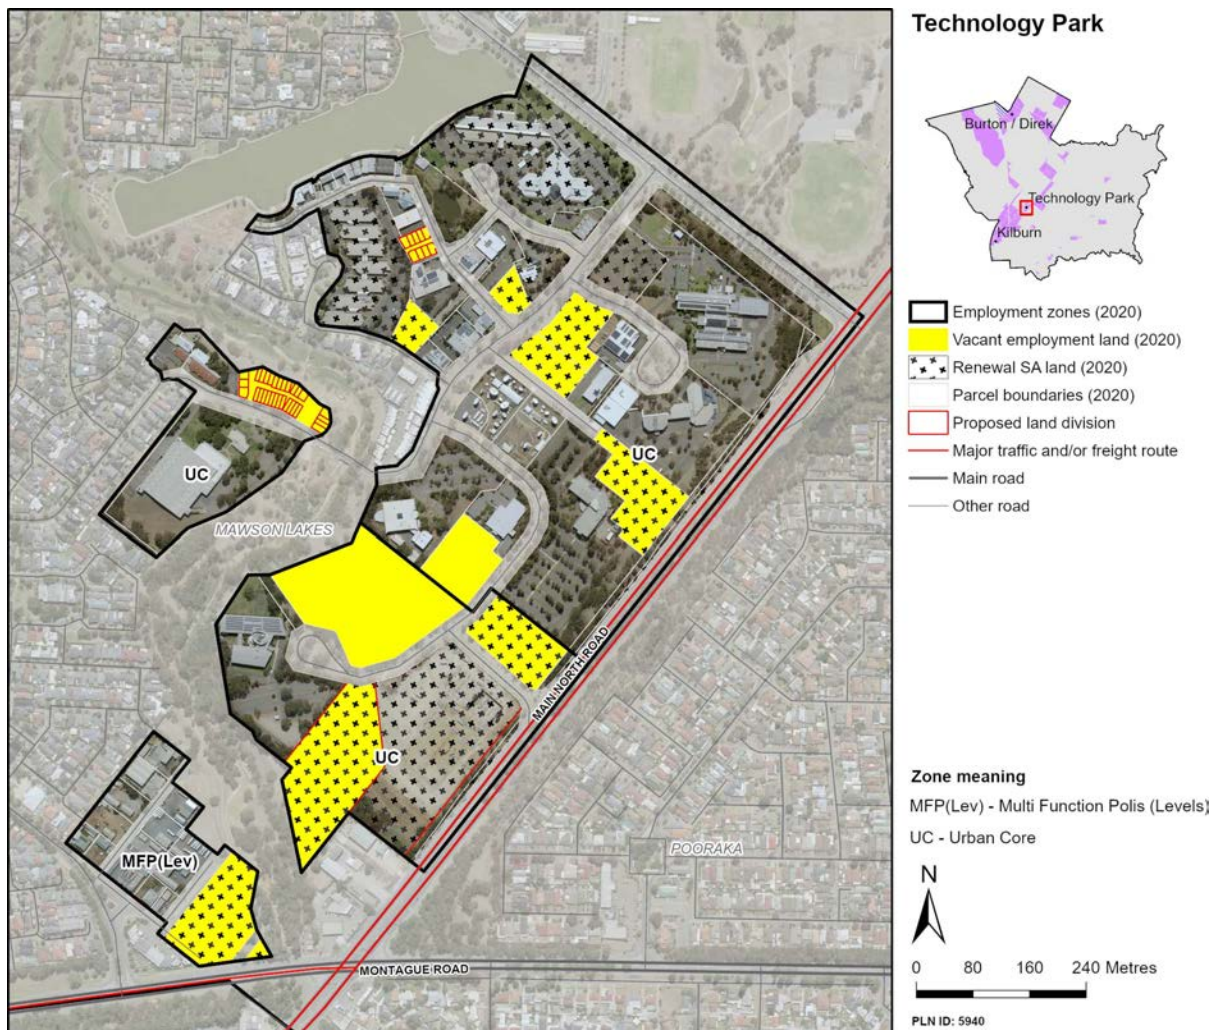 Technology Park
Burton / Direk
Technology Park
Kilburn
Employment zones (2020)
Vacant employment land (2020)
Renewal SA land (2020)
Parcel boundaries (2020)
Proposed land division
Major traffic and/or freight route
Main road
Other road
UC
UC
MAWSON LAKES
MAIN NORTH ROAD
UC
POORAKA
MFP(Lev)
MONTAGUE ROAD
Zone meaning
MFP(Lev) - Multi Function Polis (Levels)
UC - Urban Core
N
0 80 160 240 Metres
PLN ID: 5940